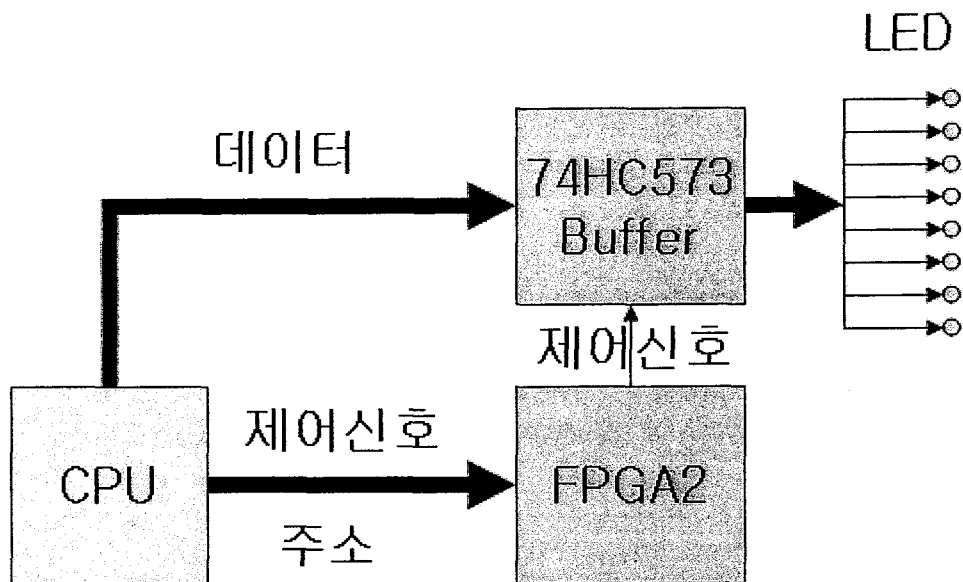 LED
데이터
74HC573
Buffer
제어신호
제어신호
CPU
FPGA2
주소